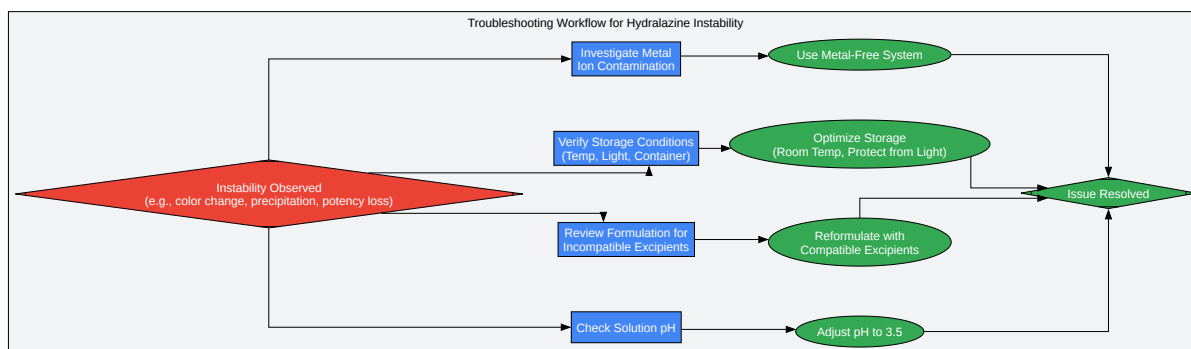 Troubleshooting Workflow for Hydralazine Instability
Investigate Metal
Ion Contamination
Use Metal-Free System
Verify Storage Conditions
(Temp, Light, Container)
Optimize Storage
(Room Temp, Protect from Light)
Instability Observed
(e.g., color change, precipitation, potency loss)
Issue Resolved
Review Formulation for
Incompatible Excipients
Reformulate with
Compatible Excipients
Check Solution pH
Adjust pH to 3.5